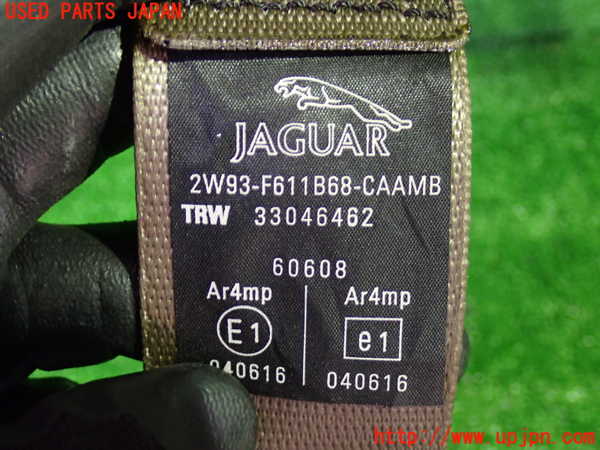 USED PARTS JAPAN
JAGUAR
2W93-F611B68-CAAMB
TRW 33046462
60608
Ar4mp Ar4mp
E1 e1
040616 040616
http://www.upjpn.com/